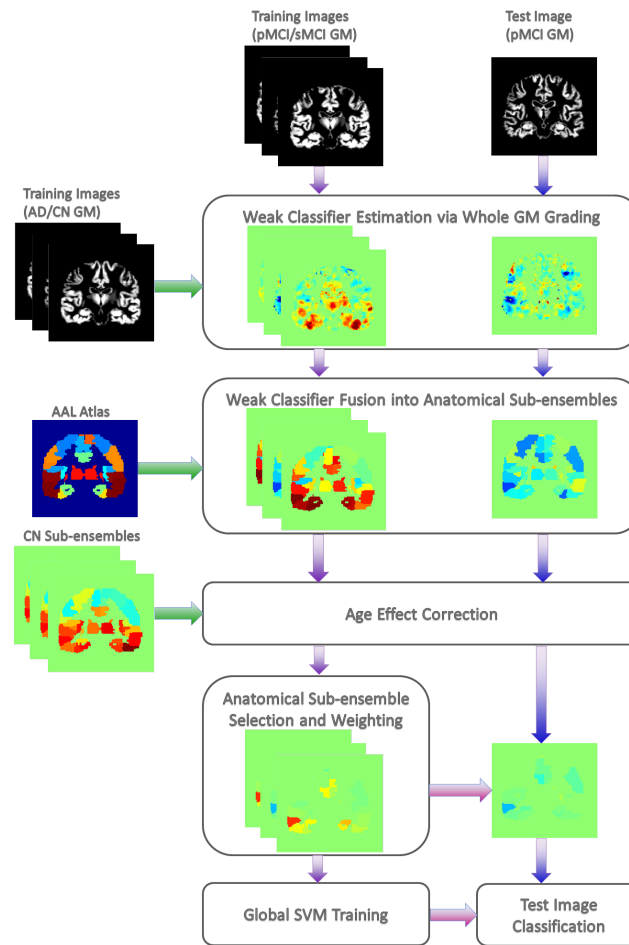 Training Images
(pMCI/sMCI GM)
Test Image
(pMCI GM)
Training Images
(AD/CN GM)
Weak Classifier Estimation via Whole GM Grading
AAL Atlas
Weak Classifier Fusion into Anatomical Sub-ensembles
CN Sub-ensembles
Age Effect Correction
Anatomical Sub-ensemble
Selection and Weighting
Global SVM Training
Test Image
Classification